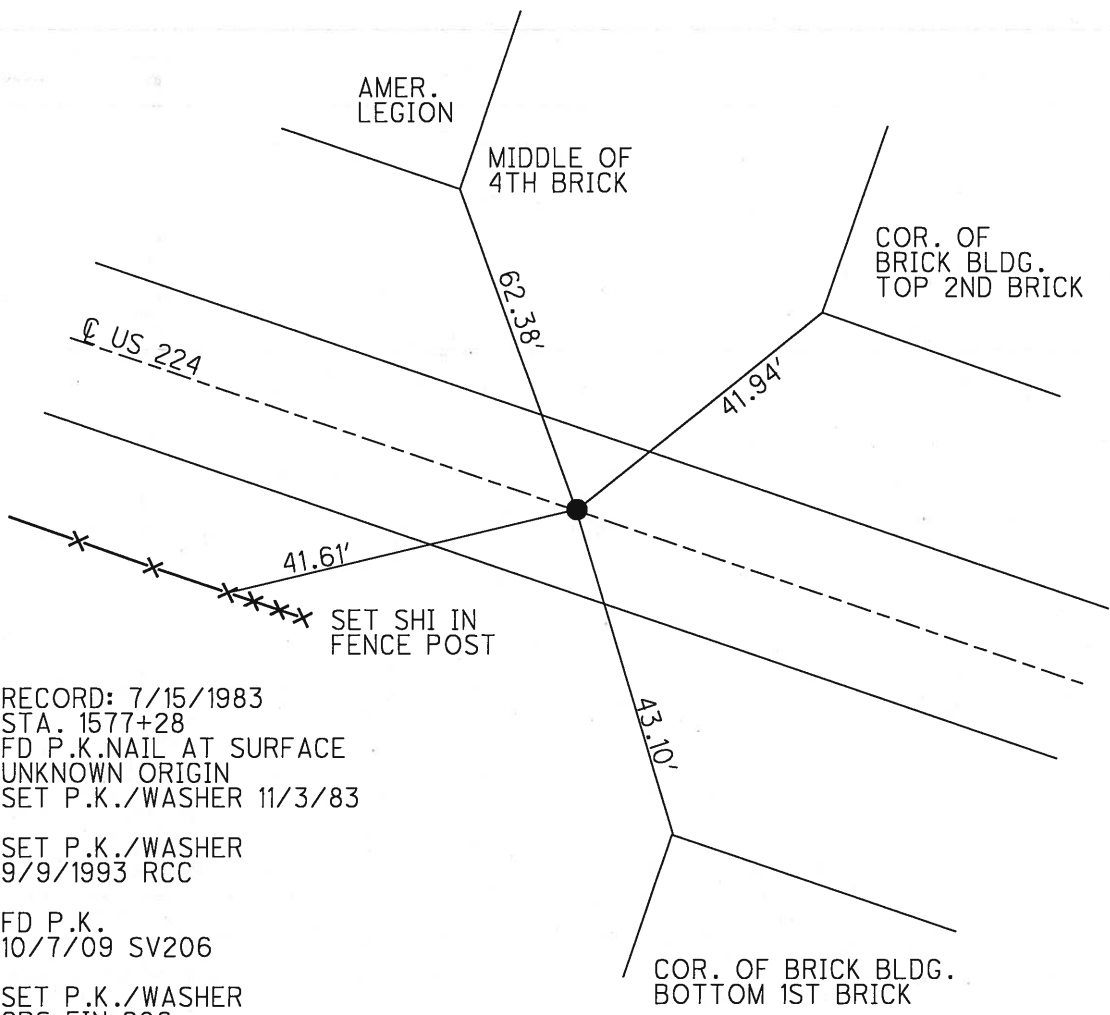 AMER.
LEGION
MIDDLE OF
4TH BRICK
COR. OF
BRICK BLDG.
TOP 2ND BRICK
62.38'
℄ US 224
41.94'
41.61'
SET SHI IN
FENCE POST
43.10'
RECORD: 7/15/1983
STA. 1577+28
FD P.K.NAIL AT SURFACE
UNKNOWN ORIGIN
SET P.K./WASHER 11/3/83
SET P.K./WASHER
9/9/1993 RCC
FD P.K.
10/7/09 SV206
SET P.K./WASHER
COR. OF BRICK BLDG.
BOTTOM 1ST BRICK